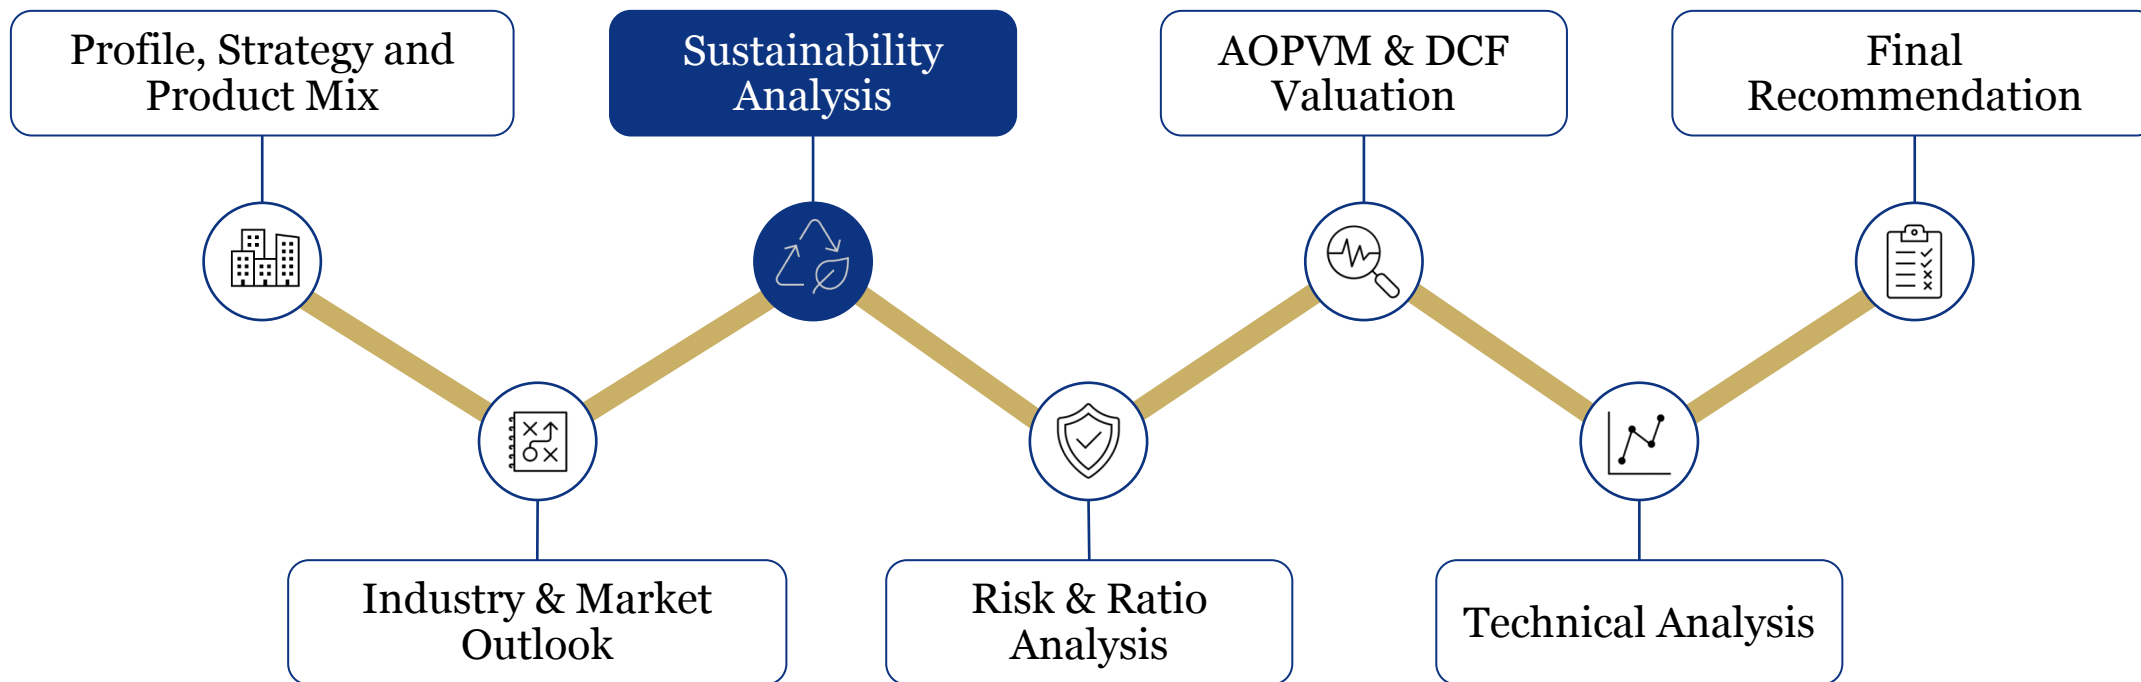 Profile, Strategy and
Product Mix
Sustainability
Analysis
AOPVM & DCF
Valuation
Final
Recommendation
Industry & Market
Outlook
Risk & Ratio
Analysis
Technical Analysis